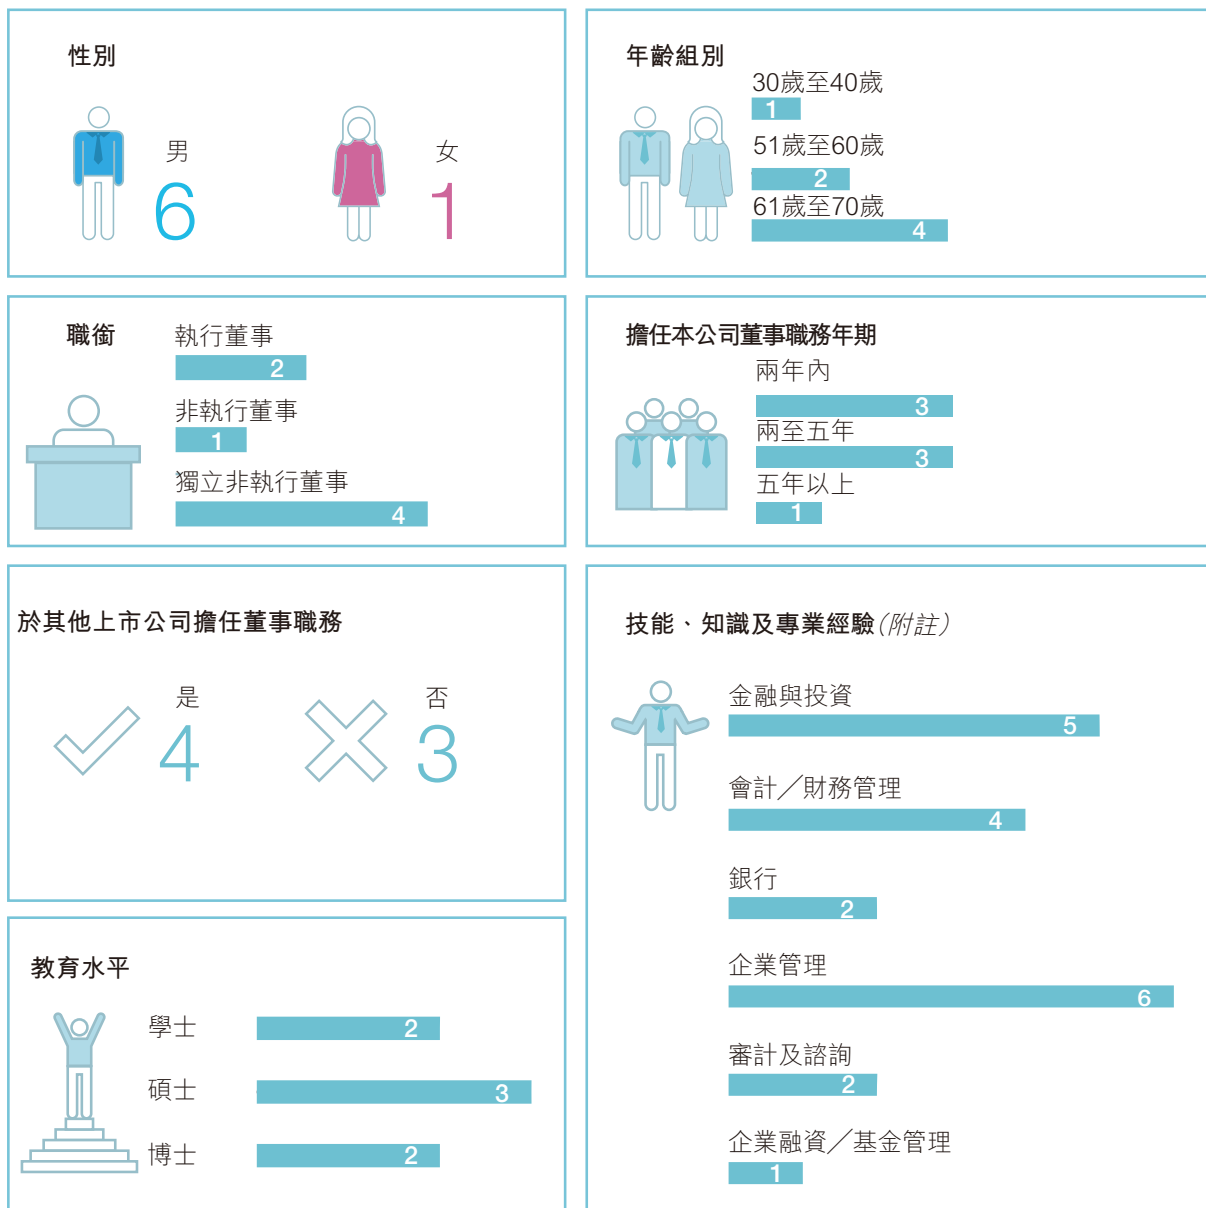 性別
男
6
女
1
年齡組別
30歲至40歲
1
51歲至60歲
2
61歲至70歲
4
職銜
執行董事
2
非執行董事
1
獨立非執行董事
4
擔任本公司董事職務年期
兩年內
3
兩至五年
3
五年以上
1
於其他上市公司擔任董事職務
是
4
否
3
教育水平
學士
2
碩士
3
博士
2
技能、知識及專業經驗(附註)
金融與投資
5
會計／財務管理
4
銀行
2
企業管理
6
審計及諮詢
2
企業融資／基金管理
1